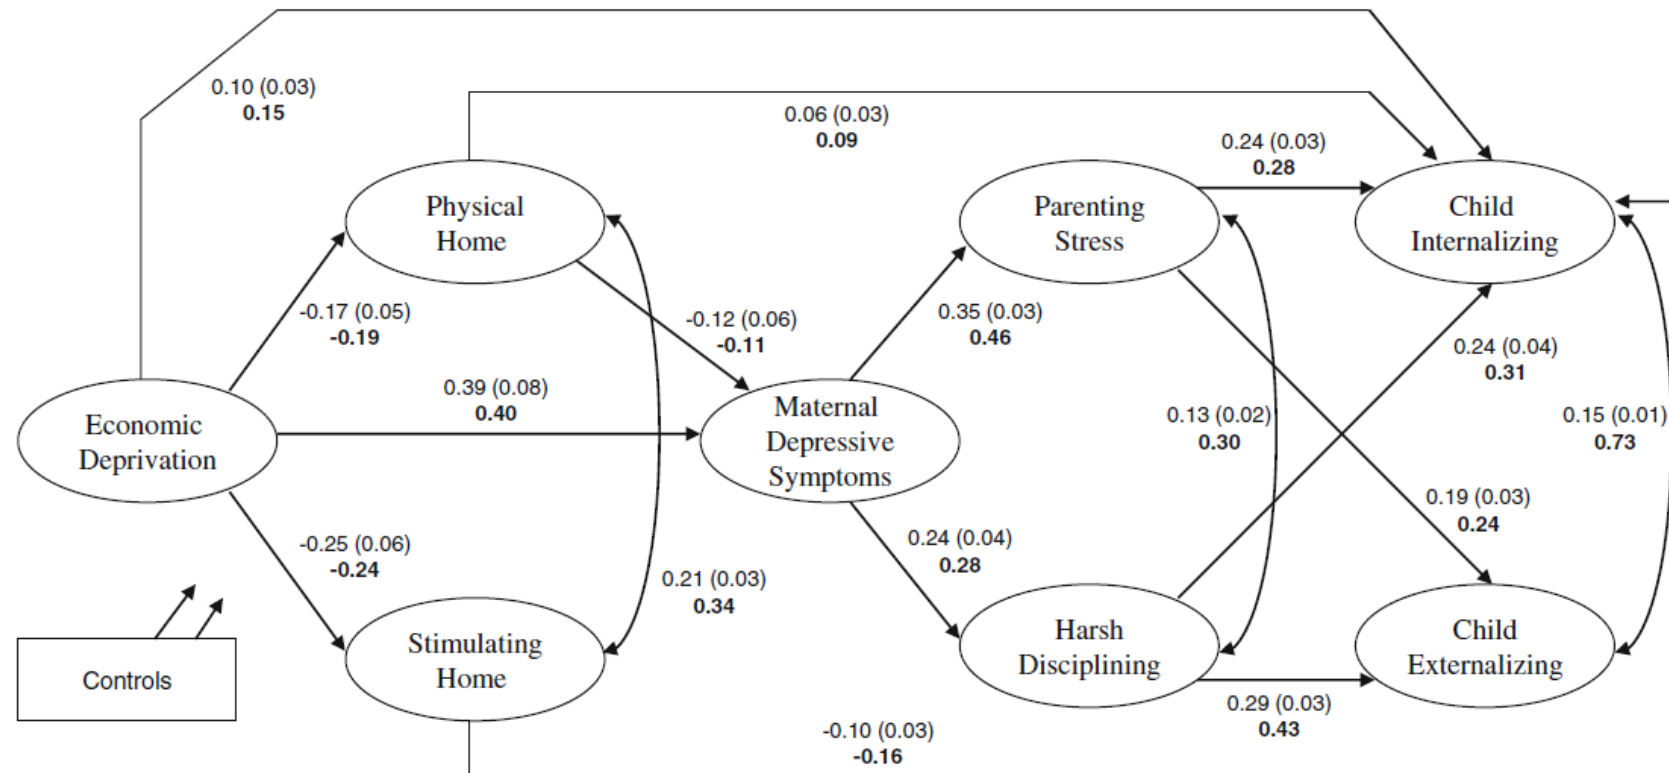 0.10 (0.03)
0.15
0.06 (0.03)
0.09
0.24 (0.03)
0.28
Physical
Home
Parenting
Stress
Child
Internalizing
-0.17 (0.05)
-0.19
-0.12 (0.06)
-0.11
0.35 (0.03)
0.46
0.24 (0.04)
0.31
0.39 (0.08)
0.40
0.13 (0.02)
0.30
0.15 (0.01)
0.73
Economic
Deprivation
Maternal
Depressive
Symptoms
0.19 (0.03)
0.24
-0.25 (0.06)
-0.24
0.24 (0.04)
0.28
0.21 (0.03)
0.34
Controls
Stimulating
Home
Harsh
Disciplining
Child
Externalizing
-0.10 (0.03)
-0.16
0.29 (0.03)
0.43